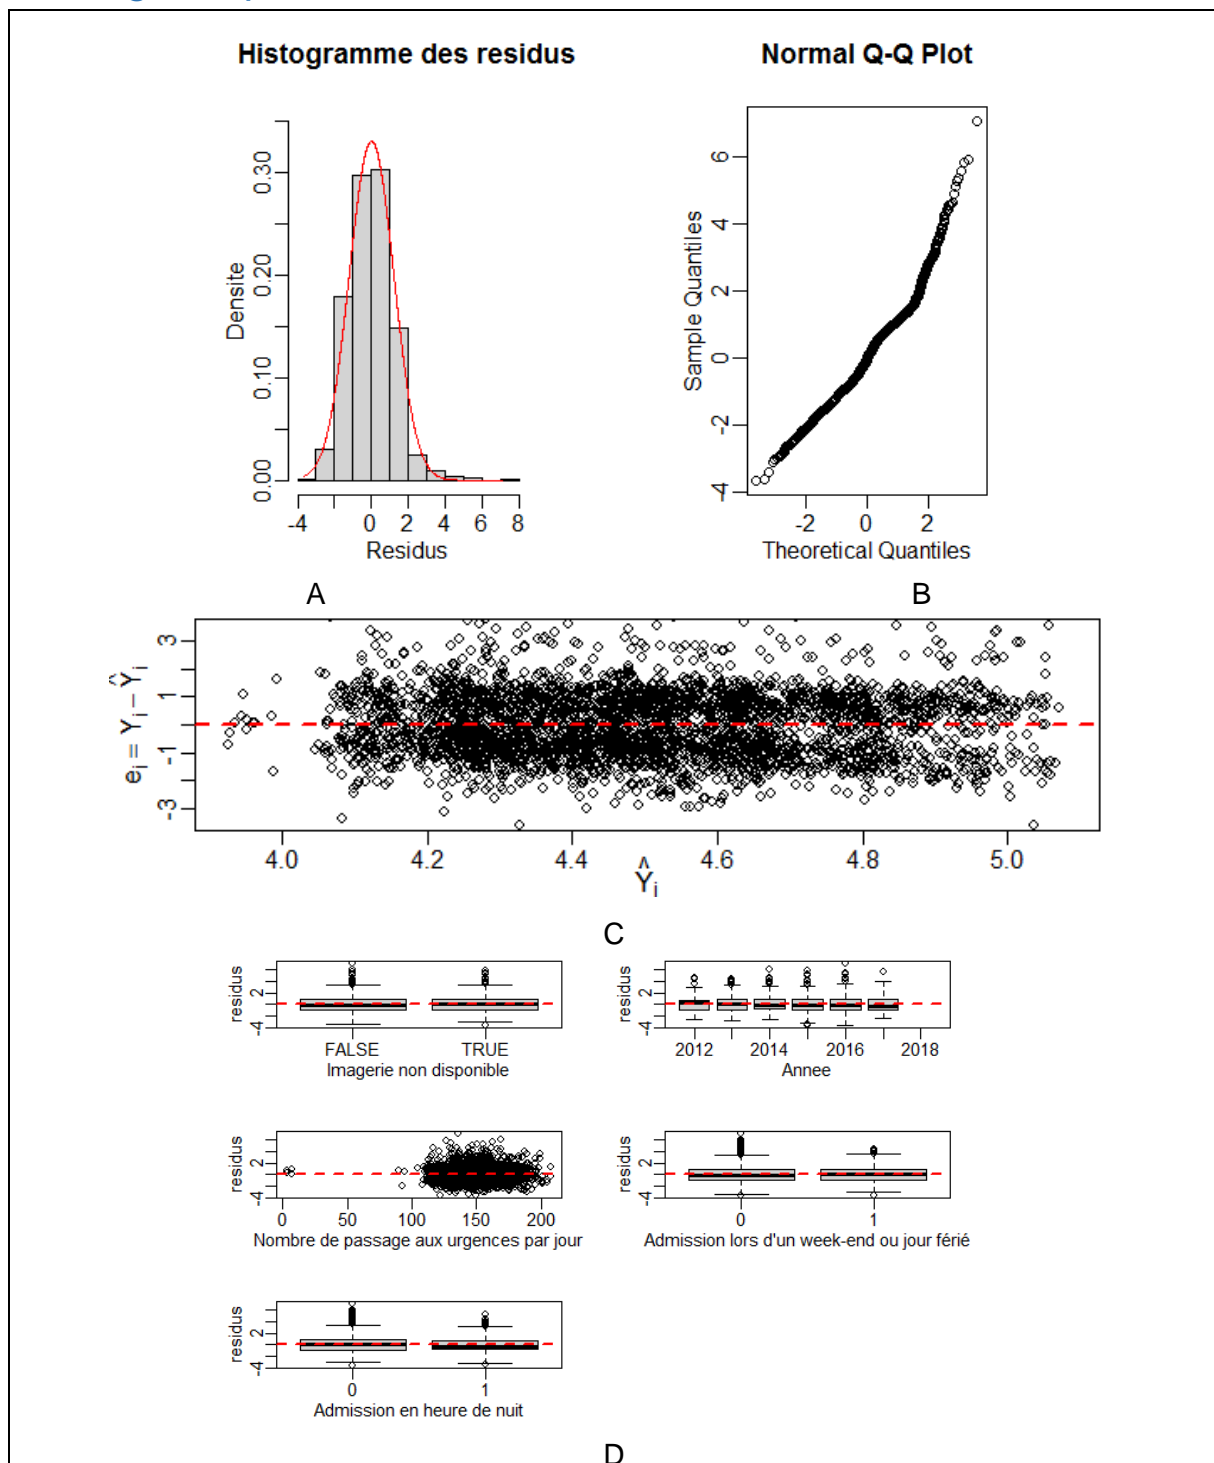 Histogramme des residus
Normal Q-Q Plot
Densite
0.00 0.10 0.20 0.30
-4 0 2 4 6 8
Residus
Sample Quantiles
-4 -2 0 2 4 6
-2 0 2
Theoretical Quantiles
A
B
eᵢ = Yᵢ − Ŷᵢ
-3 -1 1 3
4.0 4.2 4.4 4.6 4.8 5.0
Ŷᵢ
C
residus
-4 2
FALSE TRUE
Imagerie non disponible
residus
-4 2
2012 2014 2016 2018
Annee
residus
-4 2
0 50 100 150 200
Nombre de passage aux urgences par jour
residus
-4 2
0 1
Admission lors d'un week-end ou jour férié
residus
-4 2
0 1
Admission en heure de nuit
D